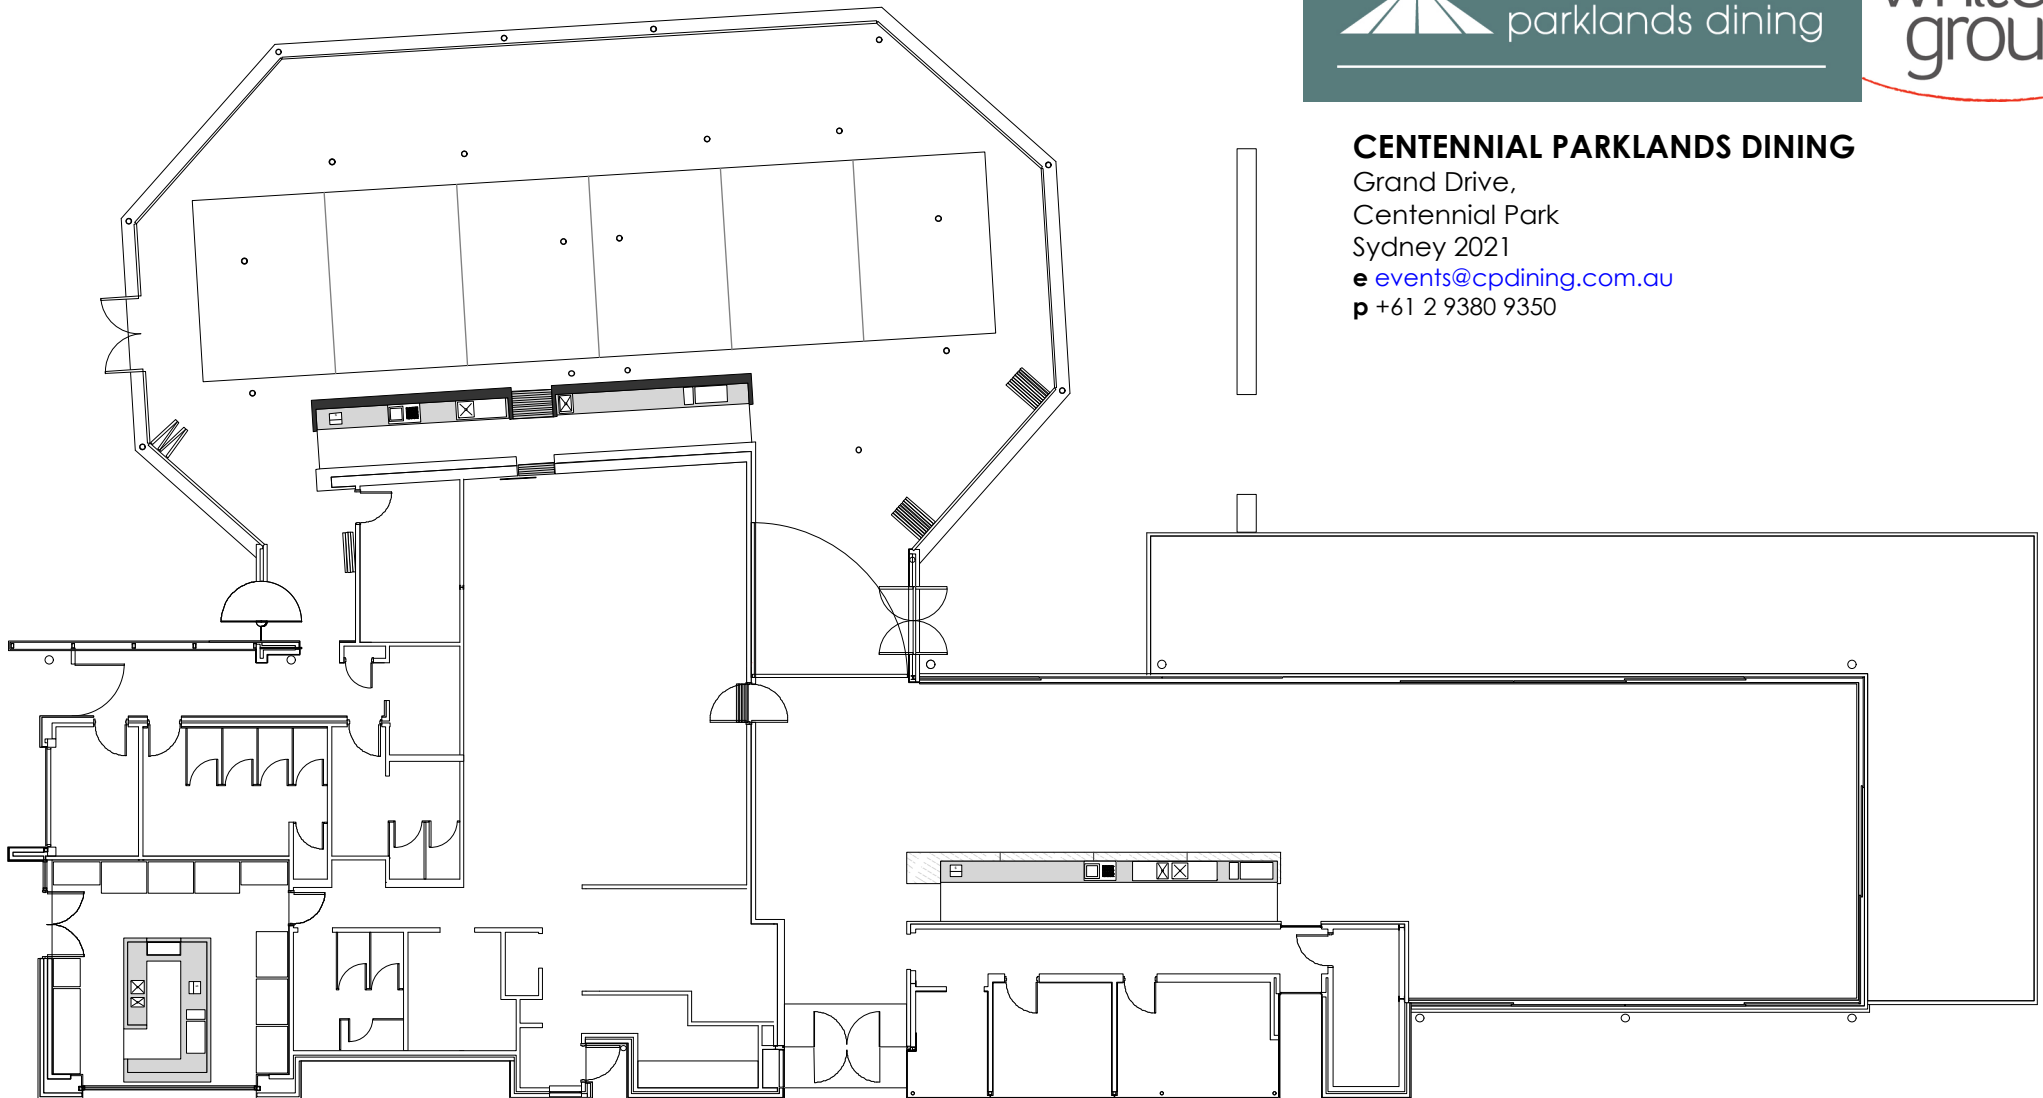 parklands dining
grou
CENTENNIAL PARKLANDS DINING
Grand Drive,
Centennial Park
Sydney 2021
e events@cpdining.com.au
p +61 2 9380 9350